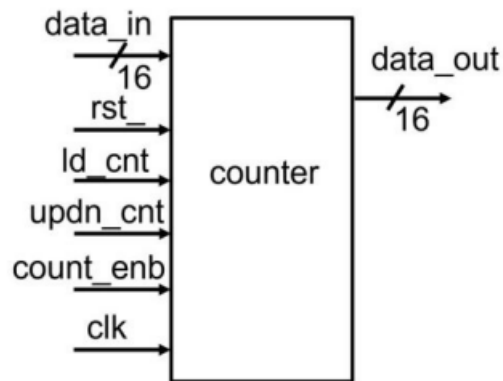 data_in
16
rst_
ld_cnt
updn_cnt
count_enb
clk
counter
data_out
16